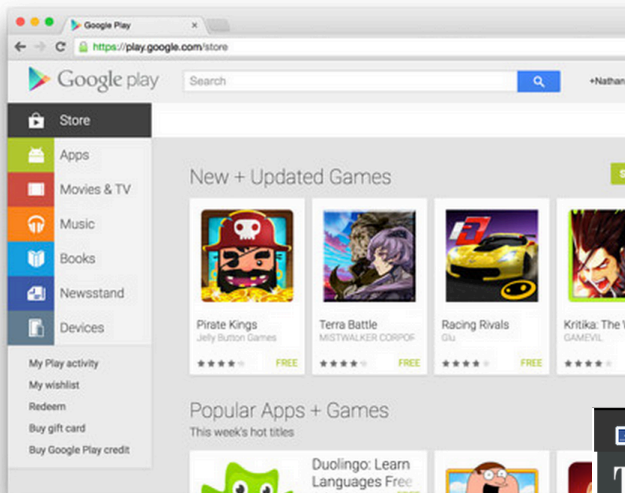 Google Play
https://play.google.com/store
Google play
Search
+Nathan
Store
Apps
Movies & TV
Music
Books
Newsstand
Devices
My Play activity
My wishlist
Redeem
Buy gift card
Buy Google Play credit
New + Updated Games
Pirate Kings
Jelly Button Games
FREE
Terra Battle
MISTWALKER CORPOR
FREE
Racing Rivals
Glu
FREE
Kritika: The
GAMEVIL
Popular Apps + Games
This week's hot titles
Duolingo: Learn
Languages Free